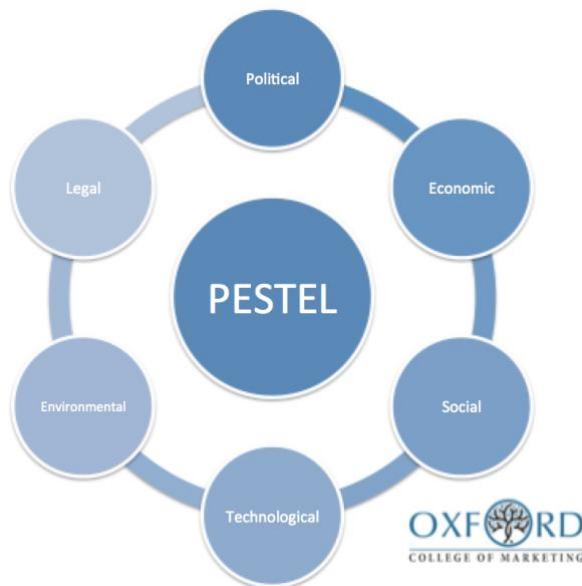 Political
Economic
Social
Technological
Environmental
Legal
PESTEL
OXFORD
COLLEGE OF MARKETING